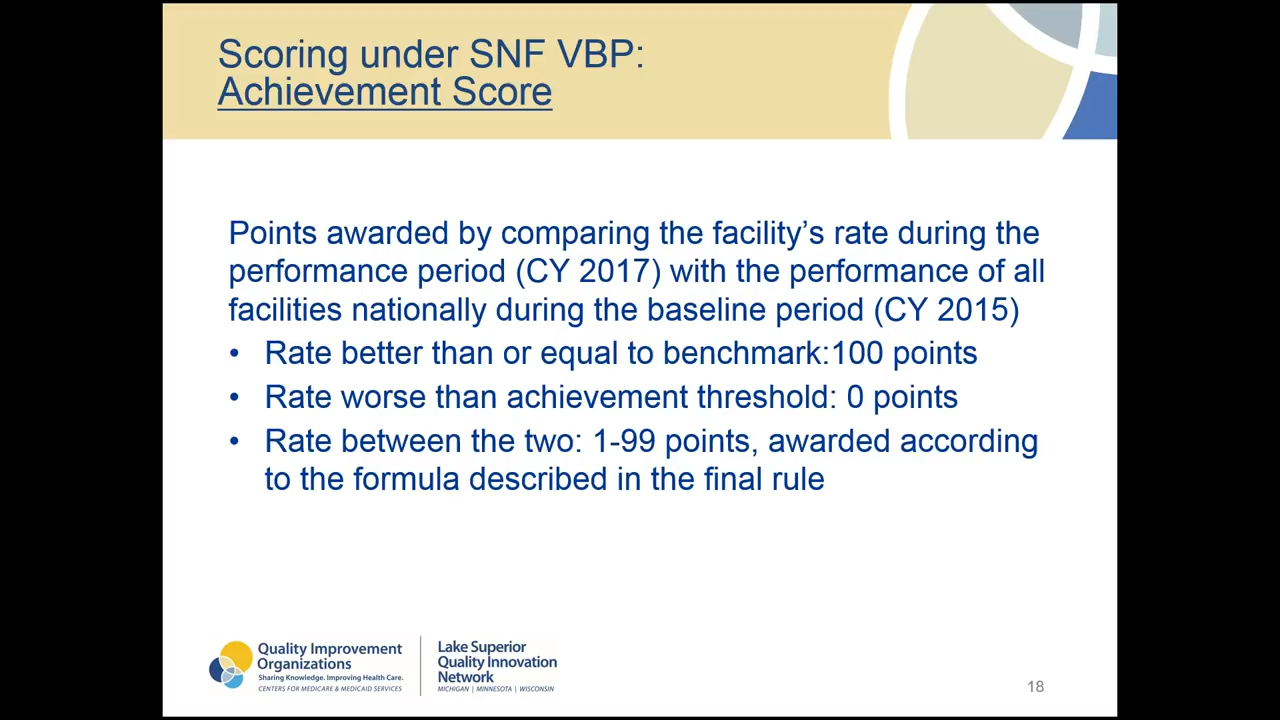 Scoring under SNF VBP:
Achievement Score
Points awarded by comparing the facility’s rate during the
performance period (CY 2017) with the performance of all
facilities nationally during the baseline period (CY 2015)
• Rate better than or equal to benchmark:100 points
• Rate worse than achievement threshold: 0 points
• Rate between the two: 1-99 points, awarded according
to the formula described in the final rule
Quality Improvement
Organizations
Sharing Knowledge. Improving Health Care.
CENTERS FOR MEDICARE & MEDICAID SERVICES
Lake Superior
Quality Innovation
Network
MICHIGAN | MINNESOTA | WISCONSIN
18